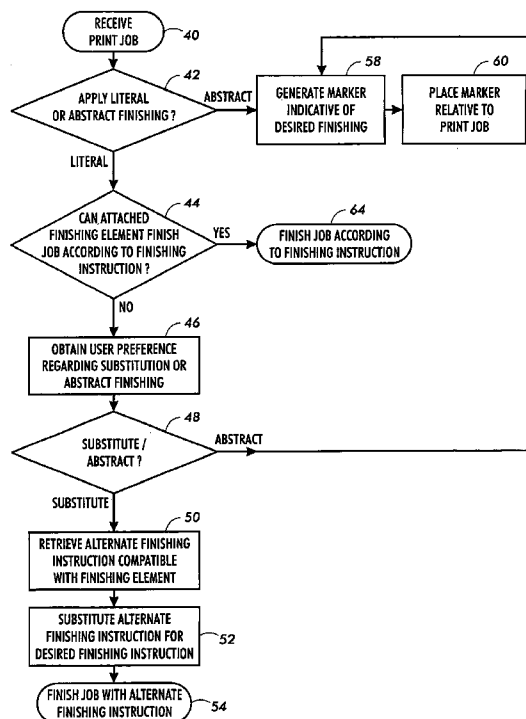 RECEIVE
PRINT JOB
40
42
APPLY LITERAL
OR ABSTRACT FINISHING ?
ABSTRACT
58
GENERATE MARKER
INDICATIVE OF
DESIRED FINISHING
60
PLACE MARKER
RELATIVE TO
PRINT JOB
LITERAL
44
CAN ATTACHED
FINISHING ELEMENT FINISH
JOB ACCORDING TO FINISHING
INSTRUCTION ?
YES
64
FINISH JOB ACCORDING
TO FINISHING INSTRUCTION
NO
46
OBTAIN USER PREFERENCE
REGARDING SUBSTITUTION OR
ABSTRACT FINISHING
48
SUBSTITUTE /
ABSTRACT ?
ABSTRACT
SUBSTITUTE
50
RETRIEVE ALTERNATE FINISHING
INSTRUCTION COMPATIBLE
WITH FINISHING ELEMENT
SUBSTITUTE ALTERNATE
FINISHING INSTRUCTION FOR
DESIRED FINISHING INSTRUCTION
52
FINISH JOB WITH ALTERNATE
FINISHING INSTRUCTION
54